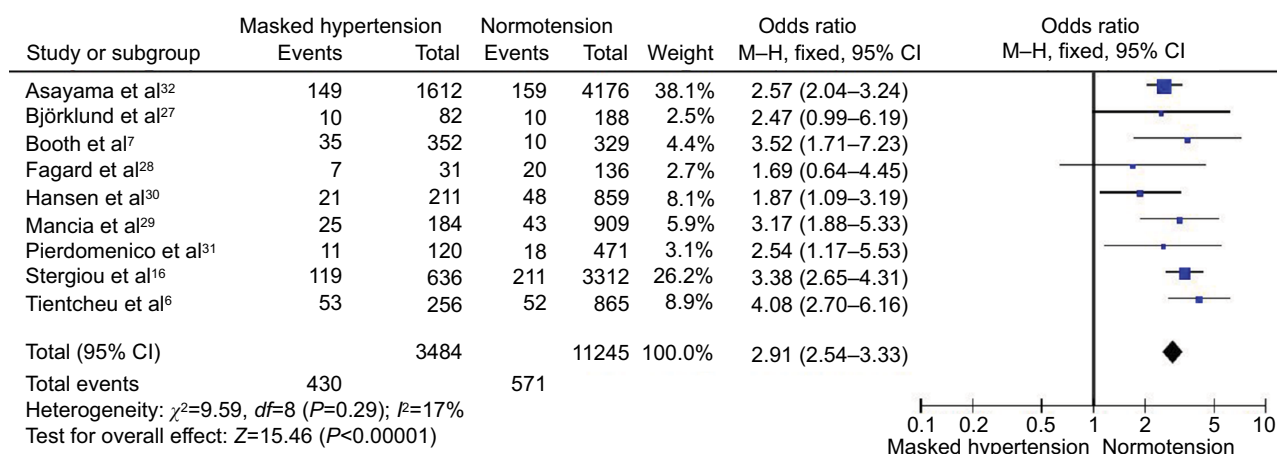 Masked hypertension Normotension Odds ratio Odds ratio
Study or subgroup Events Total Events Total Weight M–H, fixed, 95% CI M–H, fixed, 95% CI
Asayama et al³² 149 1612 159 4176 38.1% 2.57 (2.04–3.24)
Björklund et al²⁷ 10 82 10 188 2.5% 2.47 (0.99–6.19)
Booth et al⁷ 35 352 10 329 4.4% 3.52 (1.71–7.23)
Fagard et al²⁸ 7 31 20 136 2.7% 1.69 (0.64–4.45)
Hansen et al³⁰ 21 211 48 859 8.1% 1.87 (1.09–3.19)
Mancia et al²⁹ 25 184 43 909 5.9% 3.17 (1.88–5.33)
Pierdomenico et al³¹ 11 120 18 471 3.1% 2.54 (1.17–5.53)
Stergiou et al¹⁶ 119 636 211 3312 26.2% 3.38 (2.65–4.31)
Tientcheu et al⁶ 53 256 52 865 8.9% 4.08 (2.70–6.16)
Total (95% CI) 3484 11245 100.0% 2.91 (2.54–3.33)
Total events 430 571
Heterogeneity: χ²=9.59, df=8 (P=0.29); I²=17%
Test for overall effect: Z=15.46 (P<0.00001)
0.1 0.2 0.5 1 2 5 10
Masked hypertension Normotension